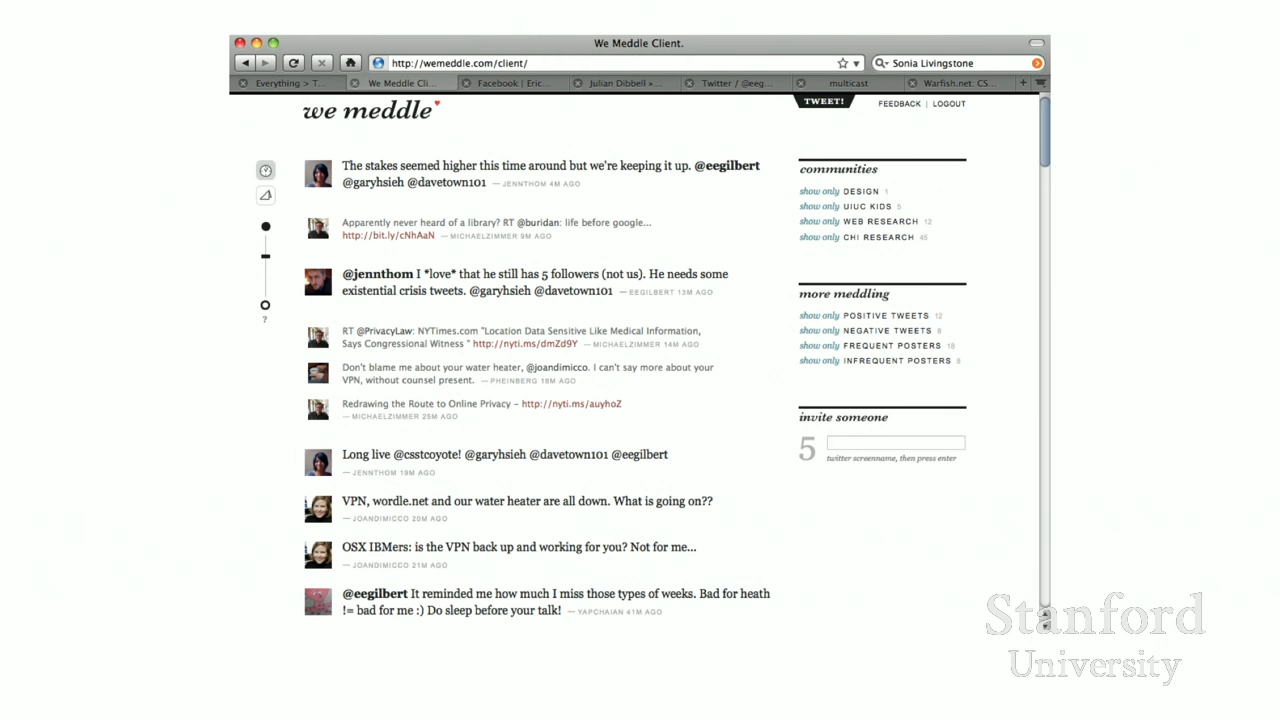 We Meddle Client.
http://wemeddle.com/client/
Sonia Livingstone
Everything > T...
We Meddle Cli...
Facebook | Eric...
Julian Dibbell » ...
Twitter / @eeg...
multicast
Warfish.net: CS...
we meddle
TWEET!
FEEDBACK | LOGOUT
The stakes seemed higher this time around but we're keeping it up. @eegilbert
@garyhsieh @davetown101 — JENNTHOM 4M AGO
Apparently never heard of a library? RT @buridan: life before google...
http://bit.ly/cNhAaN — MICHAELZIMMER 9M AGO
@jennthom I *love* that he still has 5 followers (not us). He needs some
existential crisis tweets. @garyhsieh @davetown101 — EEGILBERT 13M AGO
RT @PrivacyLaw: NYTimes.com "Location Data Sensitive Like Medical Information,
Says Congressional Witness " http://nyti.ms/dmZd9Y — MICHAELZIMMER 14M AGO
Don't blame me about your water heater, @joandimicco. I can't say more about your
VPN, without counsel present. — PHEINBERG 18M AGO
Redrawing the Route to Online Privacy – http://nyti.ms/auyhoZ
— MICHAELZIMMER 25M AGO
Long live @csstcoyote! @garyhsieh @davetown101 @eegilbert
— JENNTHOM 19M AGO
VPN, wordle.net and our water heater are all down. What is going on??
— JOANDIMICCO 20M AGO
OSX IBMers: is the VPN back up and working for you? Not for me...
— JOANDIMICCO 21M AGO
@eegilbert It reminded me how much I miss those types of weeks. Bad for heath
!= bad for me :) Do sleep before your talk! — YAPCHAIAN 41M AGO
?
communities
show only DESIGN 1
show only UIUC KIDS 5
show only WEB RESEARCH 12
show only CHI RESEARCH 45
more meddling
show only POSITIVE TWEETS 12
show only NEGATIVE TWEETS 8
show only FREQUENT POSTERS 18
show only INFREQUENT POSTERS 8
invite someone
5
twitter screenname, then press enter
Stanford
University